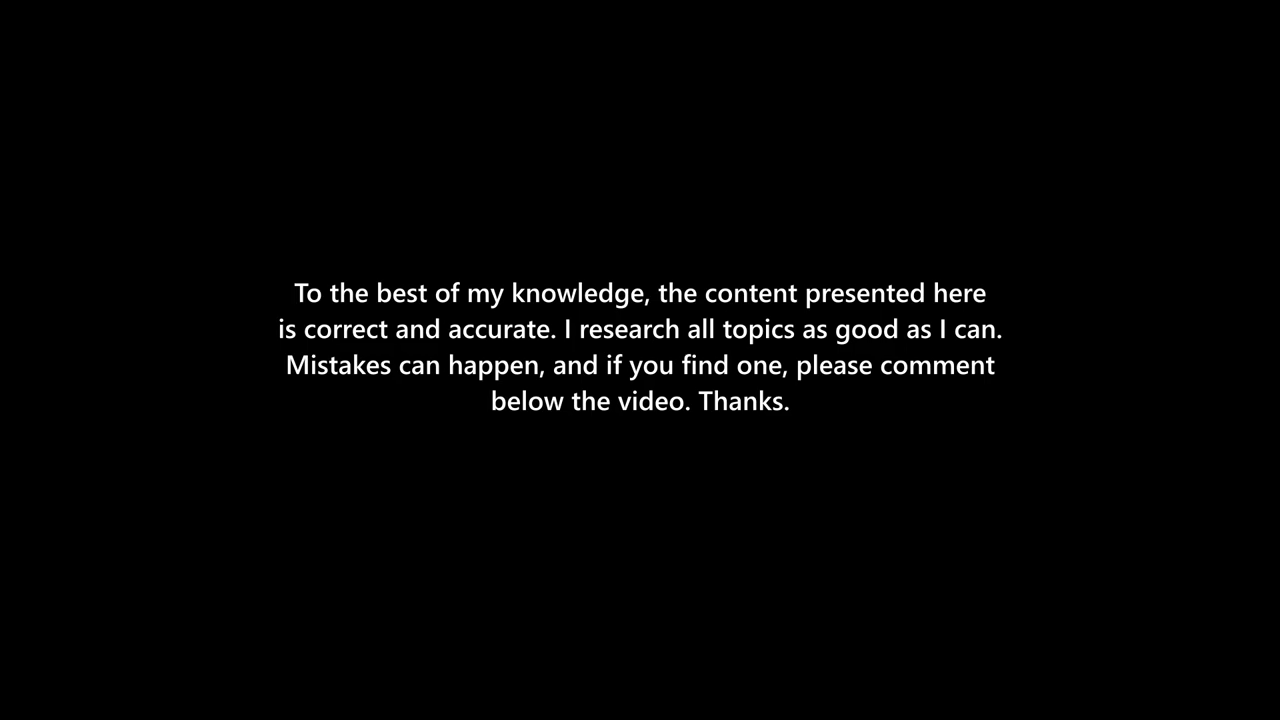 To the best of my knowledge, the content presented here
is correct and accurate. I research all topics as good as I can.
Mistakes can happen, and if you find one, please comment
below the video. Thanks.